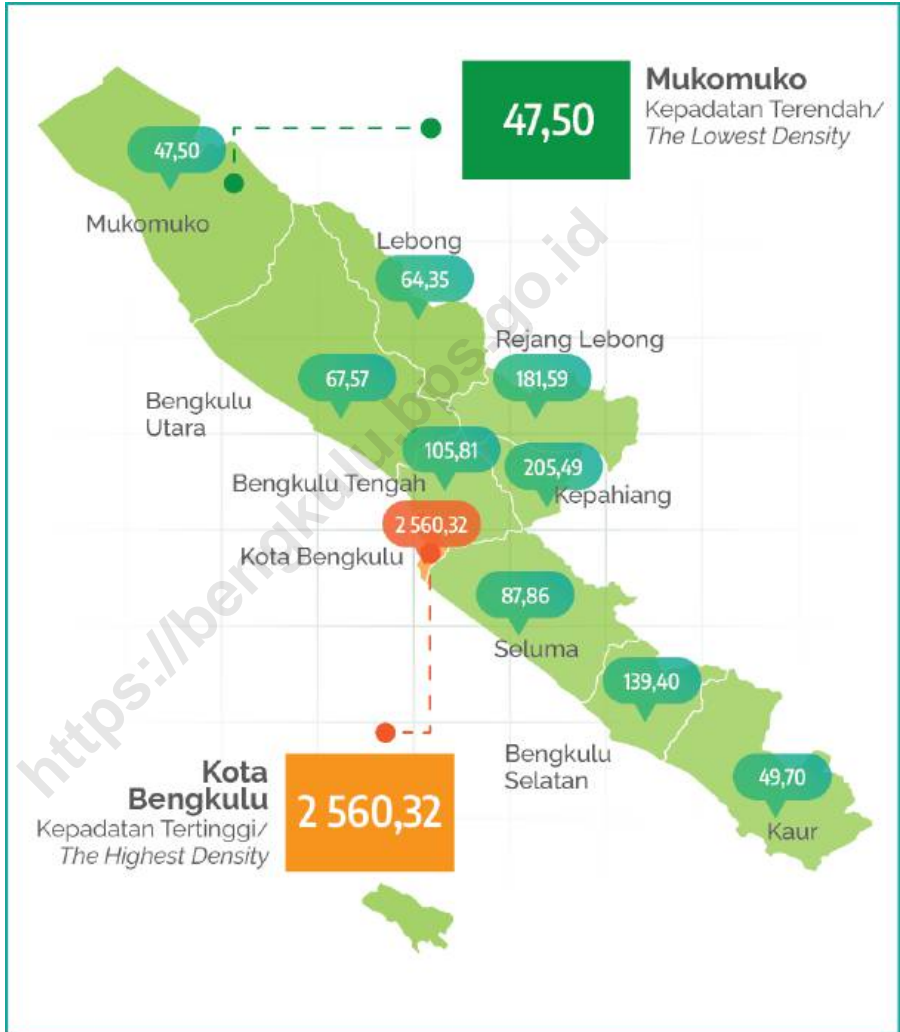 47,50
Mukomuko
Kepadatan Terendah/
The Lowest Density
47,50
Mukomuko
Lebong
64,35
Rejang Lebong
181,59
67,57
Bengkulu
Utara
105,81
205,49
Bengkulu Tengah
Kepahiang
2 560,32
Kota Bengkulu
87,86
Seluma
139,40
Bengkulu
Selatan
49,70
Kaur
Kota
Bengkulu
Kepadatan Tertinggi/
The Highest Density
2 560,32
https://bengkulu.bps.go.id